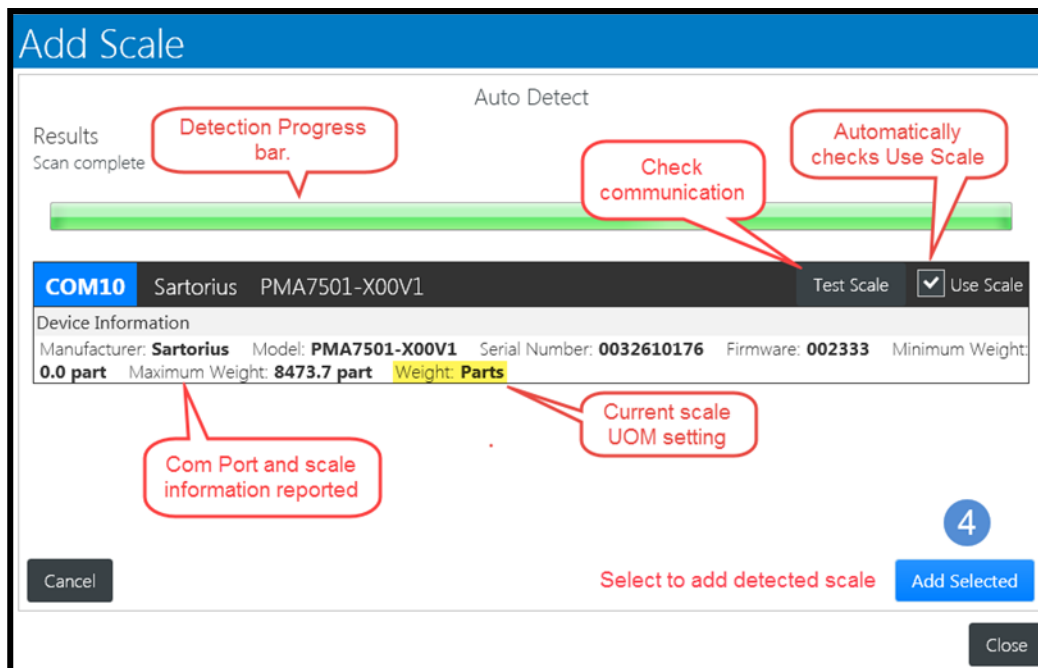 Add Scale
Auto Detect
Results
Scan complete
Detection Progress
bar.
Check
communication
Automatically
checks Use Scale
COM10 Sartorius PMA7501-X00V1 Test Scale Use Scale
Device Information
Manufacturer: Sartorius Model: PMA7501-X00V1 Serial Number: 0032610176 Firmware: 002333 Minimum Weight:
0.0 part Maximum Weight: 8473.7 part Weight: Parts
Current scale
UOM setting
Com Port and scale
information reported
4
Cancel
Select to add detected scale
Add Selected
Close